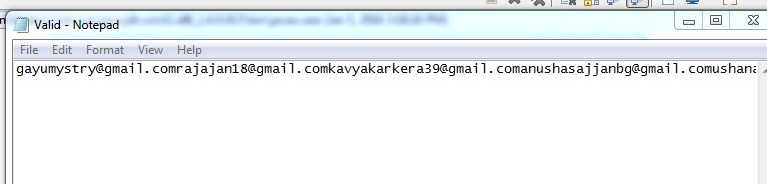 Valid - Notepad
File Edit Format View Help
gayumystry@gmail.comrajajan18@gmail.comkavyakarkera39@gmail.comanushasajjanbg@gmail.comushana